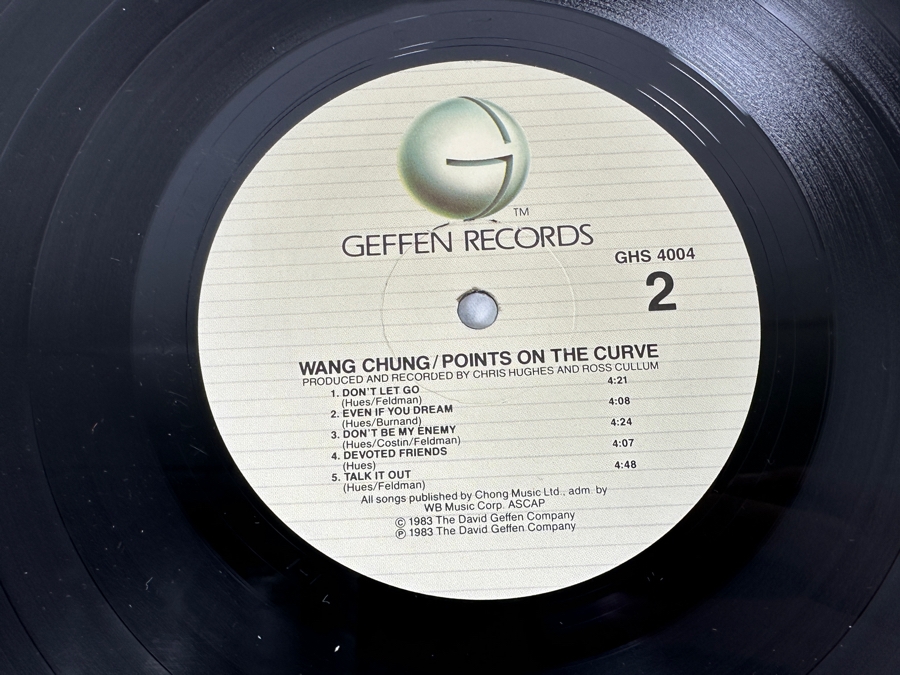 TM
GEFFEN RECORDS
GHS 4004
2
WANG CHUNG/POINTS ON THE CURVE
PRODUCED AND RECORDED BY CHRIS HUGHES AND ROSS CULLUM
1. DON'T LET GO 4:21
(Hues/Feldman)
2. EVEN IF YOU DREAM 4:08
(Hues/Burnand)
3. DON'T BE MY ENEMY 4:24
(Hues/Costin/Feldman)
4. DEVOTED FRIENDS 4:07
(Hues)
5. TALK IT OUT 4:48
(Hues/Feldman)
All songs published by Chong Music Ltd., adm. by
WB Music Corp. ASCAP
© 1983 The David Geffen Company
℗ 1983 The David Geffen Company